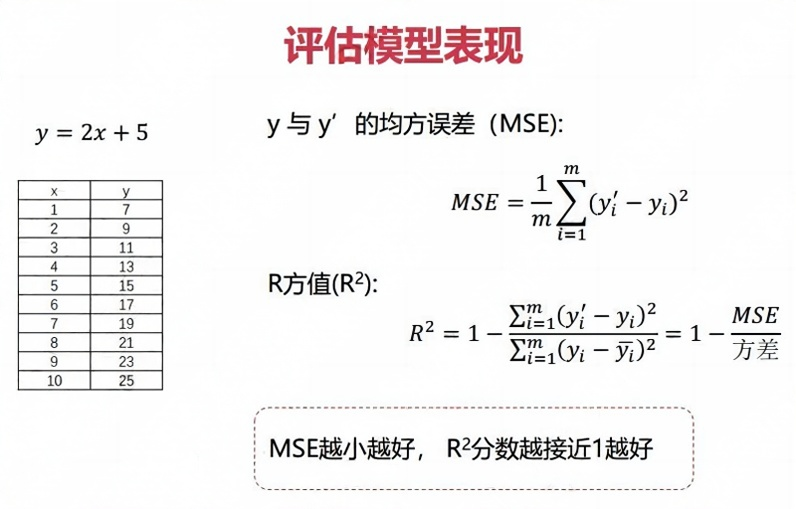 评估模型表现
y = 2x + 5
x y
1 7
2 9
3 11
4 13
5 15
6 17
7 19
8 21
9 23
10 25
y 与 y′ 的均方误差（MSE):
MSE = \frac{1}{m} \sum_{i=1}^{m} (y_i′ − y_i)²
R方值(R²):
R² = 1 − \frac{\sum_{i=1}^{m} (y_i′ − y_i)²}{\sum_{i=1}^{m} (y_i − \bar{y_i})²} = 1 − \frac{MSE}{方差}
MSE越小越好， R²分数越接近1越好